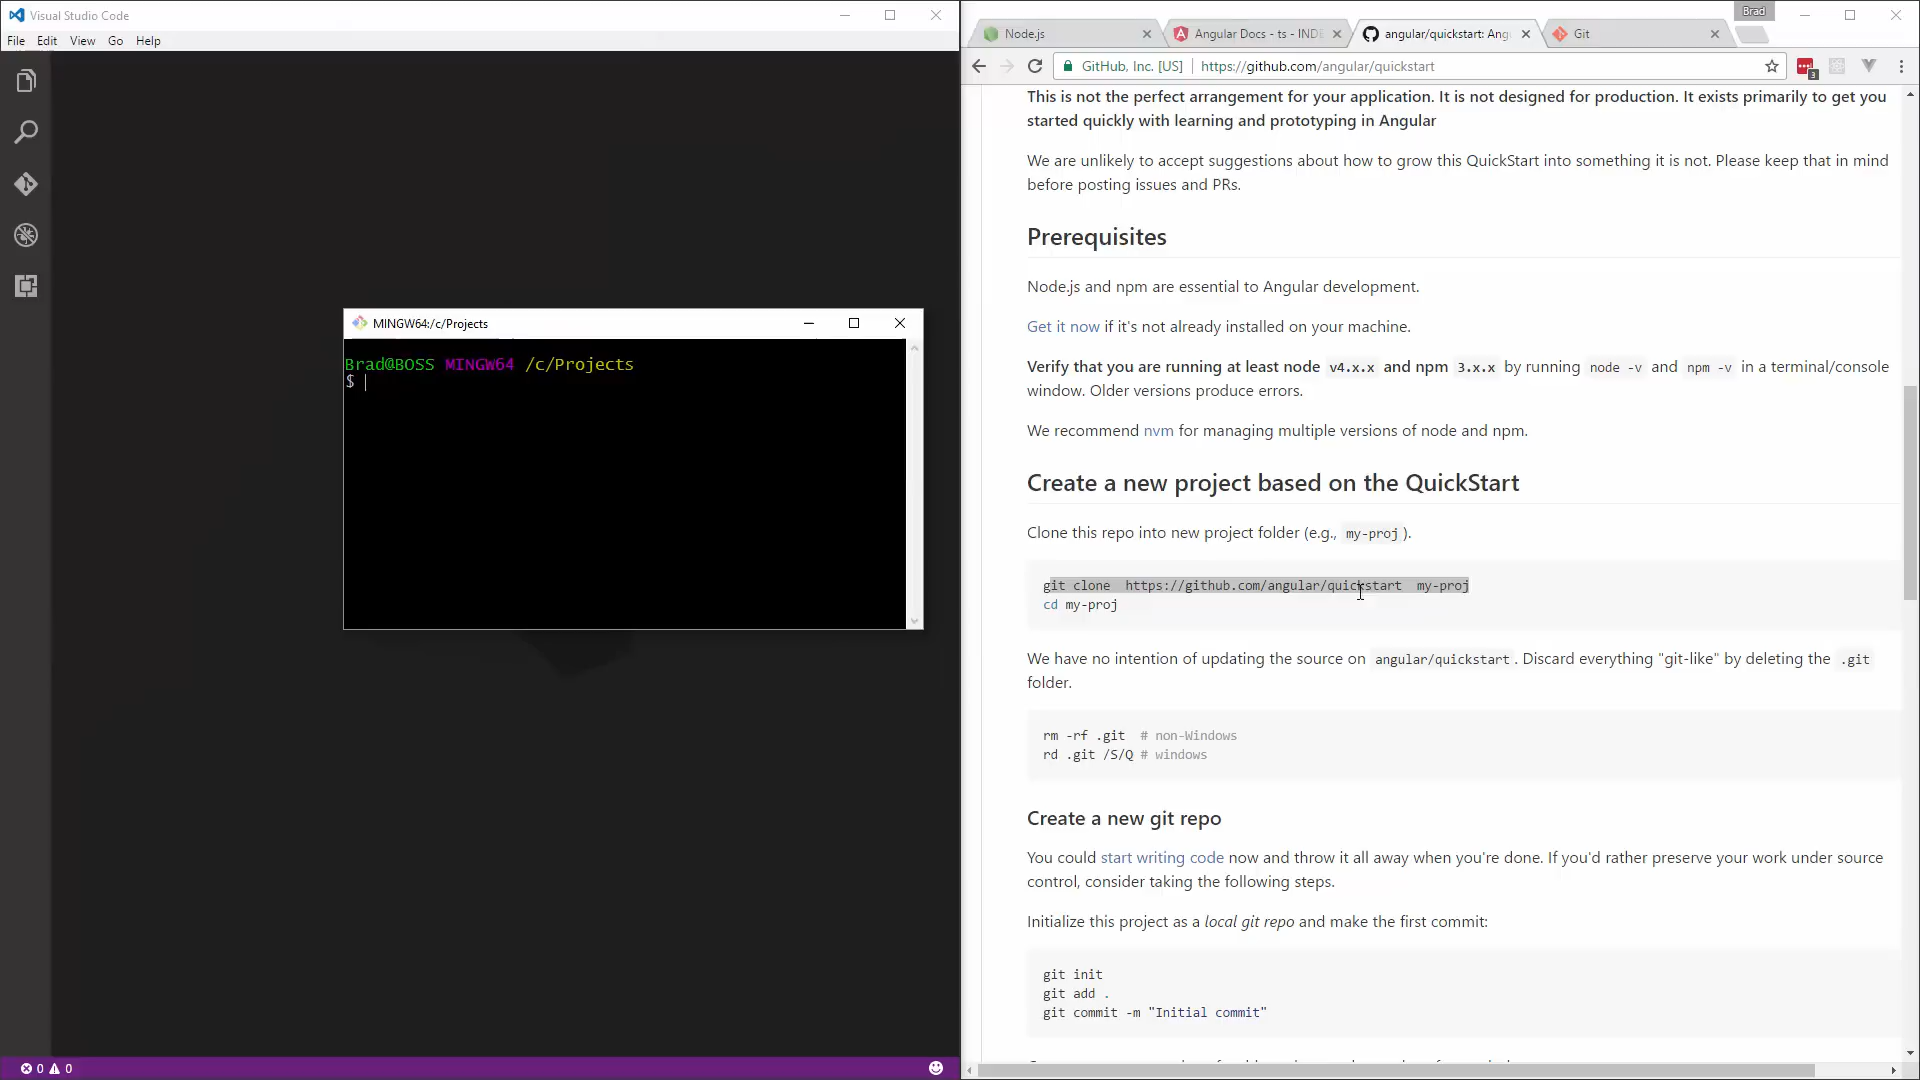 Visual Studio Code
File Edit View Go Help
MINGW64:/c/Projects
Brad@BOSS MINGW64 /c/Projects
$
0 0
Brad
Node.js
Angular Docs - ts - INDE
angular/quickstart: Ang
Git
GitHub, Inc. [US] | https://github.com/angular/quickstart
3
This is not the perfect arrangement for your application. It is not designed for production. It exists primarily to get you
started quickly with learning and prototyping in Angular
We are unlikely to accept suggestions about how to grow this QuickStart into something it is not. Please keep that in mind
before posting issues and PRs.
Prerequisites
Node.js and npm are essential to Angular development.
Get it now if it's not already installed on your machine.
Verify that you are running at least node v4.x.x and npm 3.x.x by running node -v and npm -v in a terminal/console
window. Older versions produce errors.
We recommend nvm for managing multiple versions of node and npm.
Create a new project based on the QuickStart
Clone this repo into new project folder (e.g., my-proj ).
git clone  https://github.com/angular/quickstart  my-proj
cd my-proj
We have no intention of updating the source on angular/quickstart . Discard everything "git-like" by deleting the .git
folder.
rm -rf .git  # non-Windows
rd .git /S/Q # windows
Create a new git repo
You could start writing code now and throw it all away when you're done. If you'd rather preserve your work under source
control, consider taking the following steps.
Initialize this project as a local git repo and make the first commit:
git init
git add .
git commit -m "Initial commit"